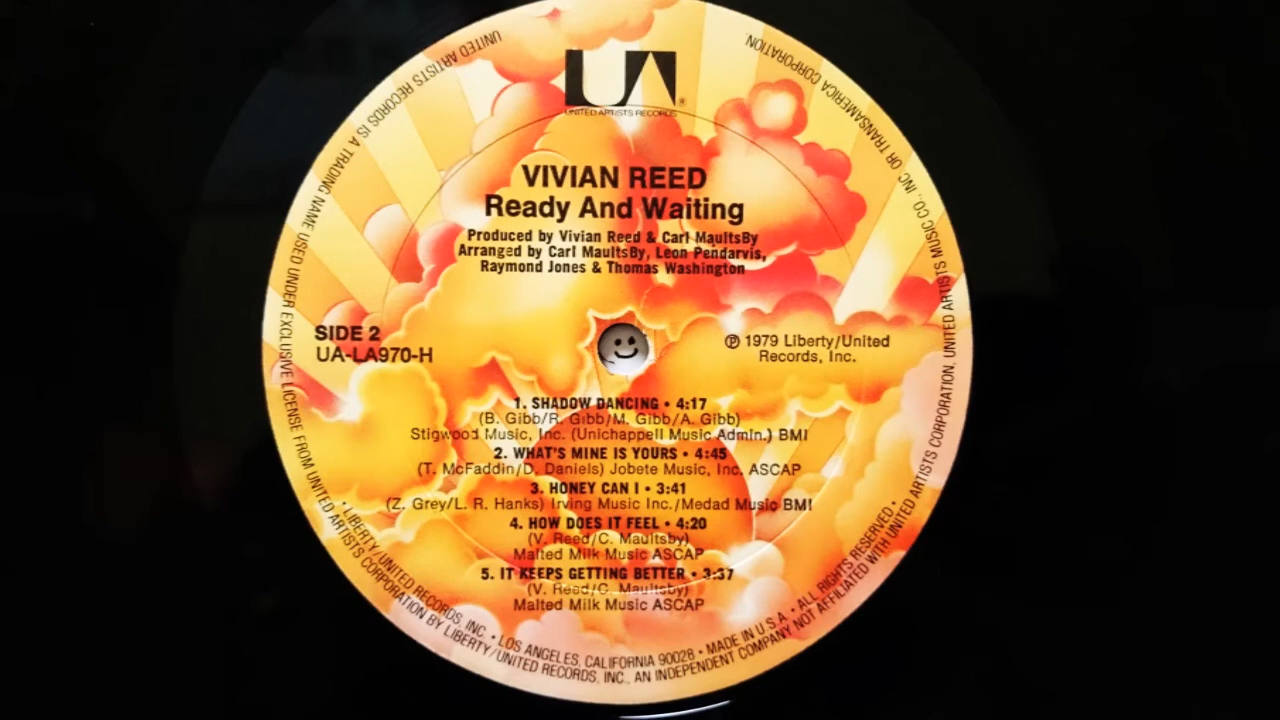 UA®
UNITED ARTISTS RECORDS
VIVIAN REED
Ready And Waiting
Produced by Vivian Reed & Carl MaultsBy
Arranged by Carl MaultsBy, Leon Pendarvis,
Raymond Jones & Thomas Washington
SIDE 2
UA-LA970-H
℗ 1979 Liberty/United
Records, Inc.
1. SHADOW DANCING • 4:17
(B. Gibb/R. Gibb/M. Gibb/A. Gibb)
Stigwood Music, Inc. (Unichappell Music Admin.) BMI
2. WHAT'S MINE IS YOURS • 4:45
(T. McFaddin/D. Daniels) Jobete Music, Inc. ASCAP
3. HONEY CAN I • 3:41
(Z. Grey/L. R. Hanks) Irving Music Inc./Medad Music BMI
4. HOW DOES IT FEEL • 4:20
(V. Reed/C. Maultsby)
Malted Milk Music ASCAP
5. IT KEEPS GETTING BETTER • 3:37
(V. Reed/C. Maultsby)
Malted Milk Music ASCAP
• LIBERTY/UNITED RECORDS, INC. • LOS ANGELES, CALIFORNIA 90028 • MADE IN U.S.A. • ALL RIGHTS RESERVED •
UNITED ARTISTS RECORDS IS A TRADING NAME USED UNDER EXCLUSIVE LICENSE FROM UNITED ARTISTS CORPORATION BY LIBERTY/UNITED RECORDS, INC., AN INDEPENDENT COMPANY NOT AFFILIATED WITH UNITED ARTISTS CORPORATION, UNITED ARTISTS MUSIC CO., INC. OR TRANSAMERICA CORPORATION.